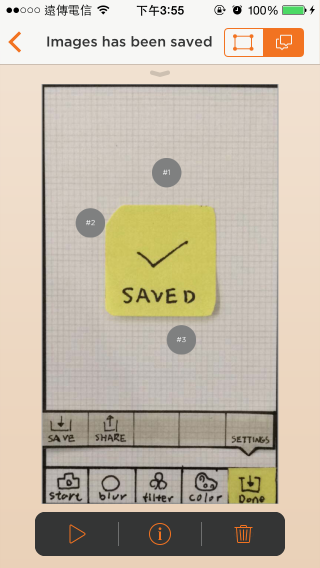 遠傳電信 下午3:55 100%
Images has been saved
#1
#2
SAVED
#3
SAVE SHARE SETTINGS
start blur filter color Done